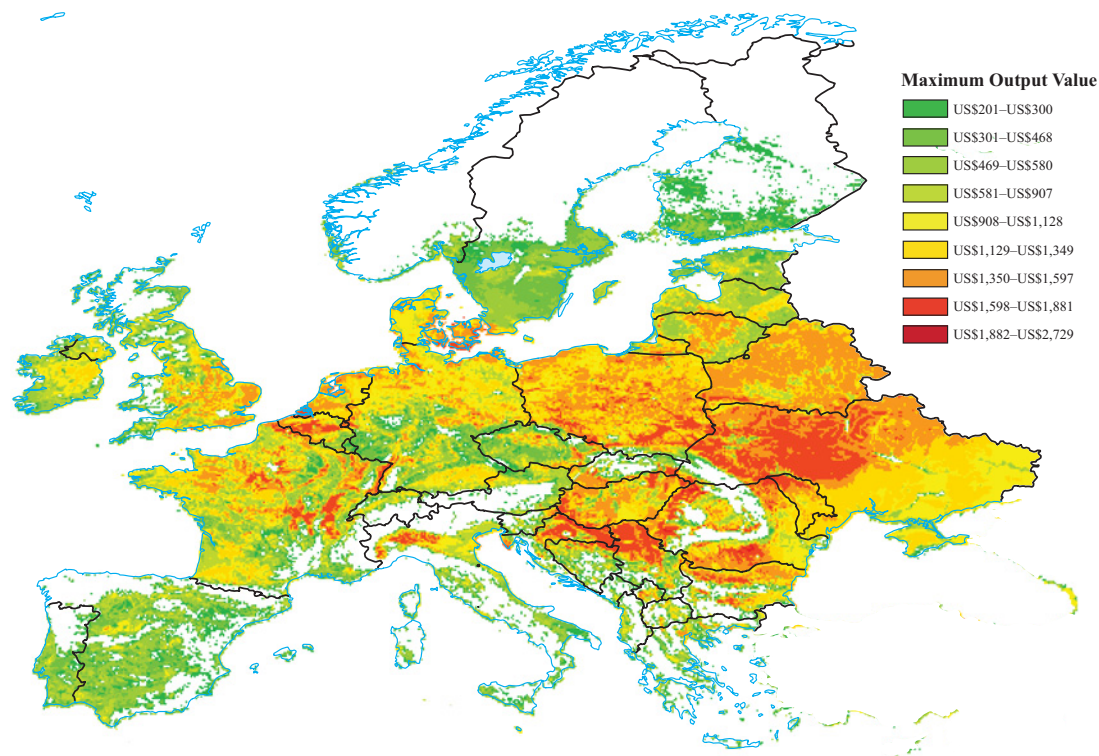 Maximum Output Value
US$201–US$300
US$301–US$468
US$469–US$580
US$581–US$907
US$908–US$1,128
US$1,129–US$1,349
US$1,350–US$1,597
US$1,598–US$1,881
US$1,882–US$2,729